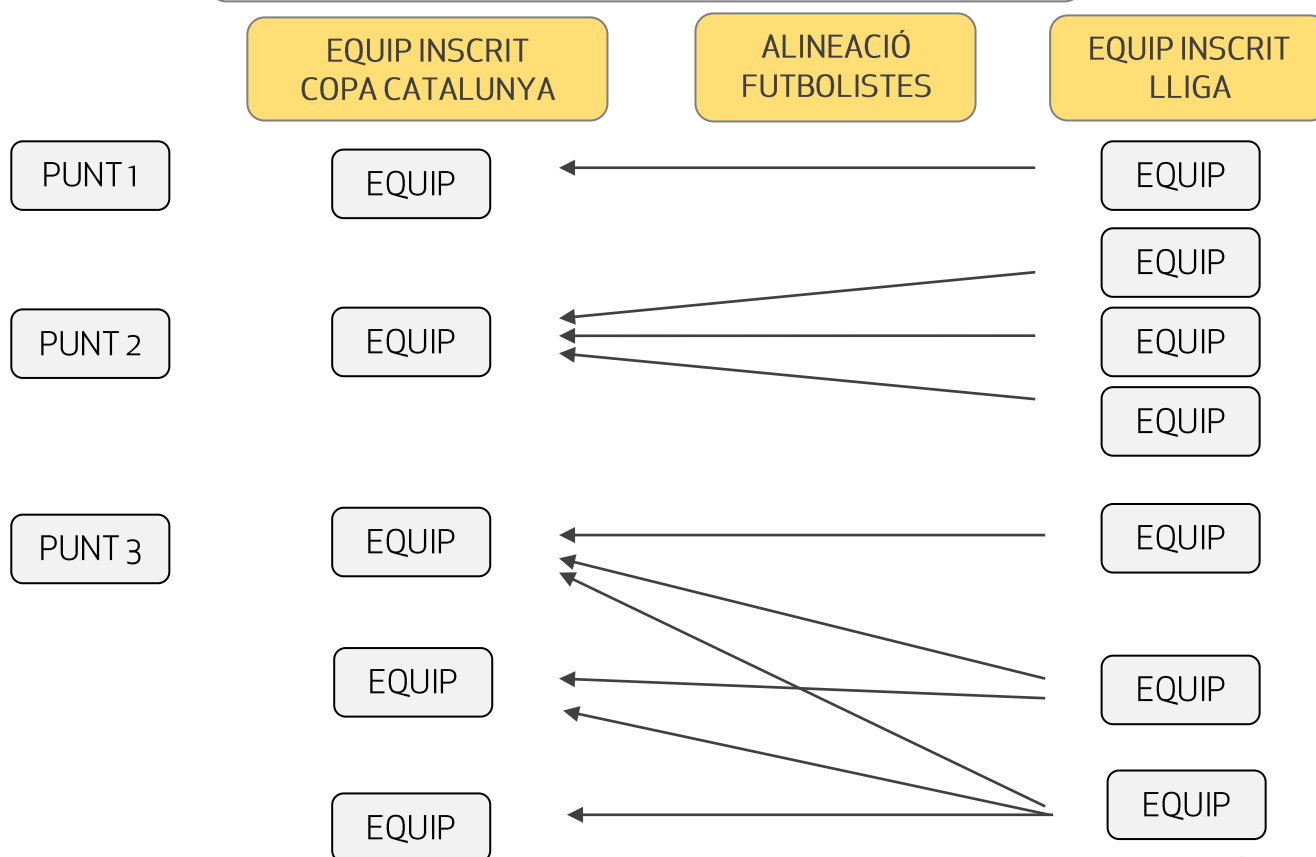 EQUIP INSCRIT
COPA CATALUNYA
ALINEACIÓ
FUTBOLISTES
EQUIP INSCRIT
LLIGA
PUNT 1
EQUIP
EQUIP
EQUIP
PUNT 2
EQUIP
EQUIP
EQUIP
PUNT 3
EQUIP
EQUIP
EQUIP
EQUIP
EQUIP
EQUIP